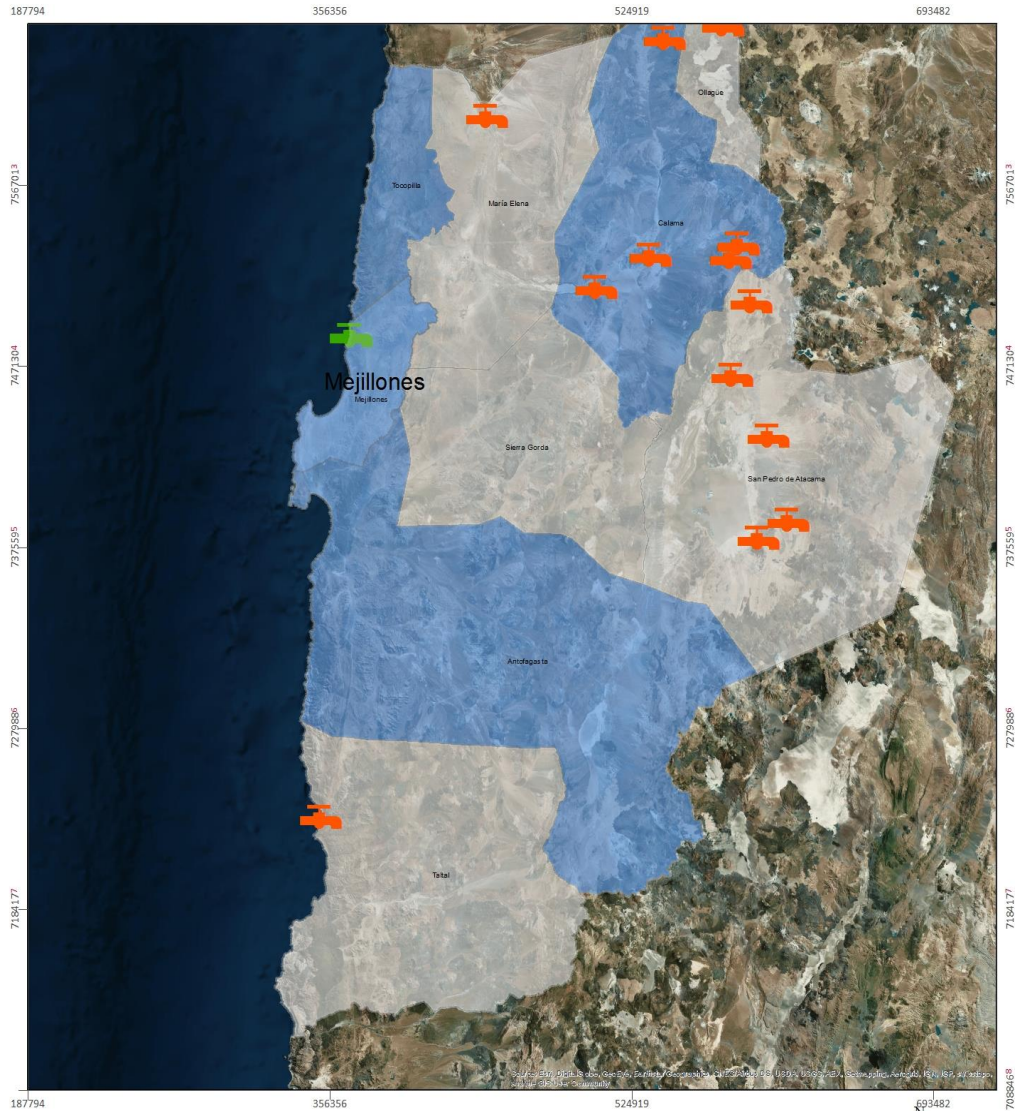 187794 356356 524919 693482
Ollagüe
7567013 7567013
Tocopilla
María Elena
Calama
7471304 7471304
Mejillones
Mejillones
Sierra Gorda
San Pedro de Atacama
7375595 7375595
Antofagasta
7279886 7279886
Taltal
7184177 7184177
7088468
187794 356356 524919 693482